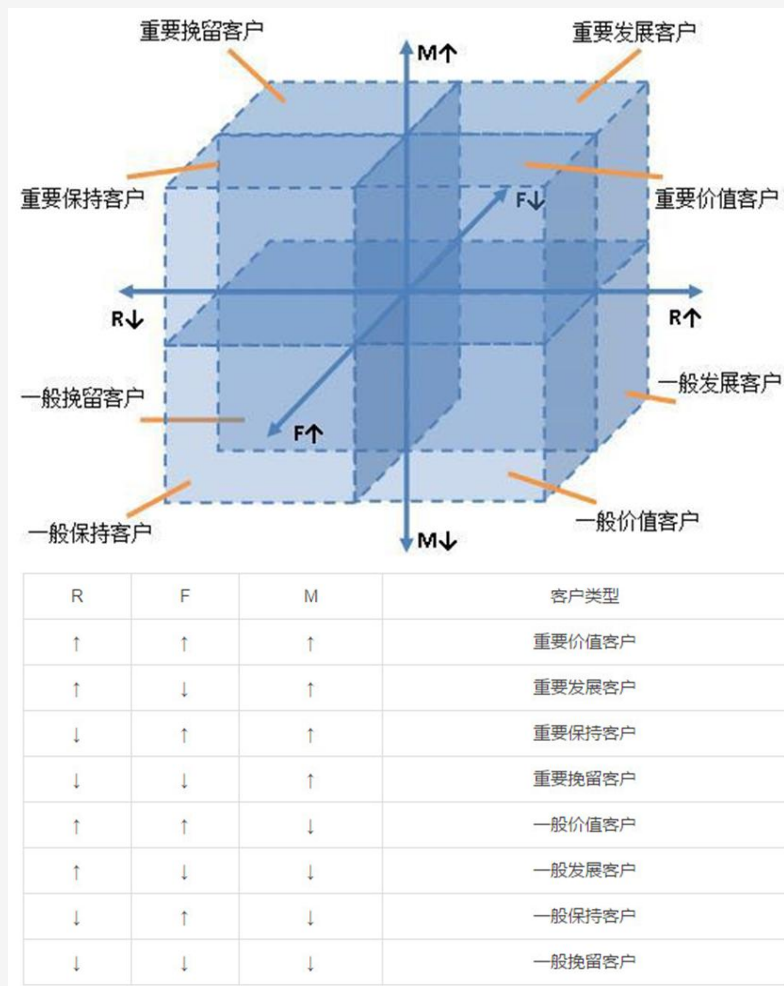 重要挽留客户
重要发展客户
M↑
重要保持客户
F↓
重要价值客户
R↓
R↑
一般挽留客户
一般发展客户
F↑
一般保持客户
一般价值客户
M↓
R F M 客户类型
↑ ↑ ↑ 重要价值客户
↑ ↓ ↑ 重要发展客户
↓ ↑ ↑ 重要保持客户
↓ ↓ ↑ 重要挽留客户
↑ ↑ ↓ 一般价值客户
↑ ↓ ↓ 一般发展客户
↓ ↑ ↓ 一般保持客户
↓ ↓ ↓ 一般挽留客户